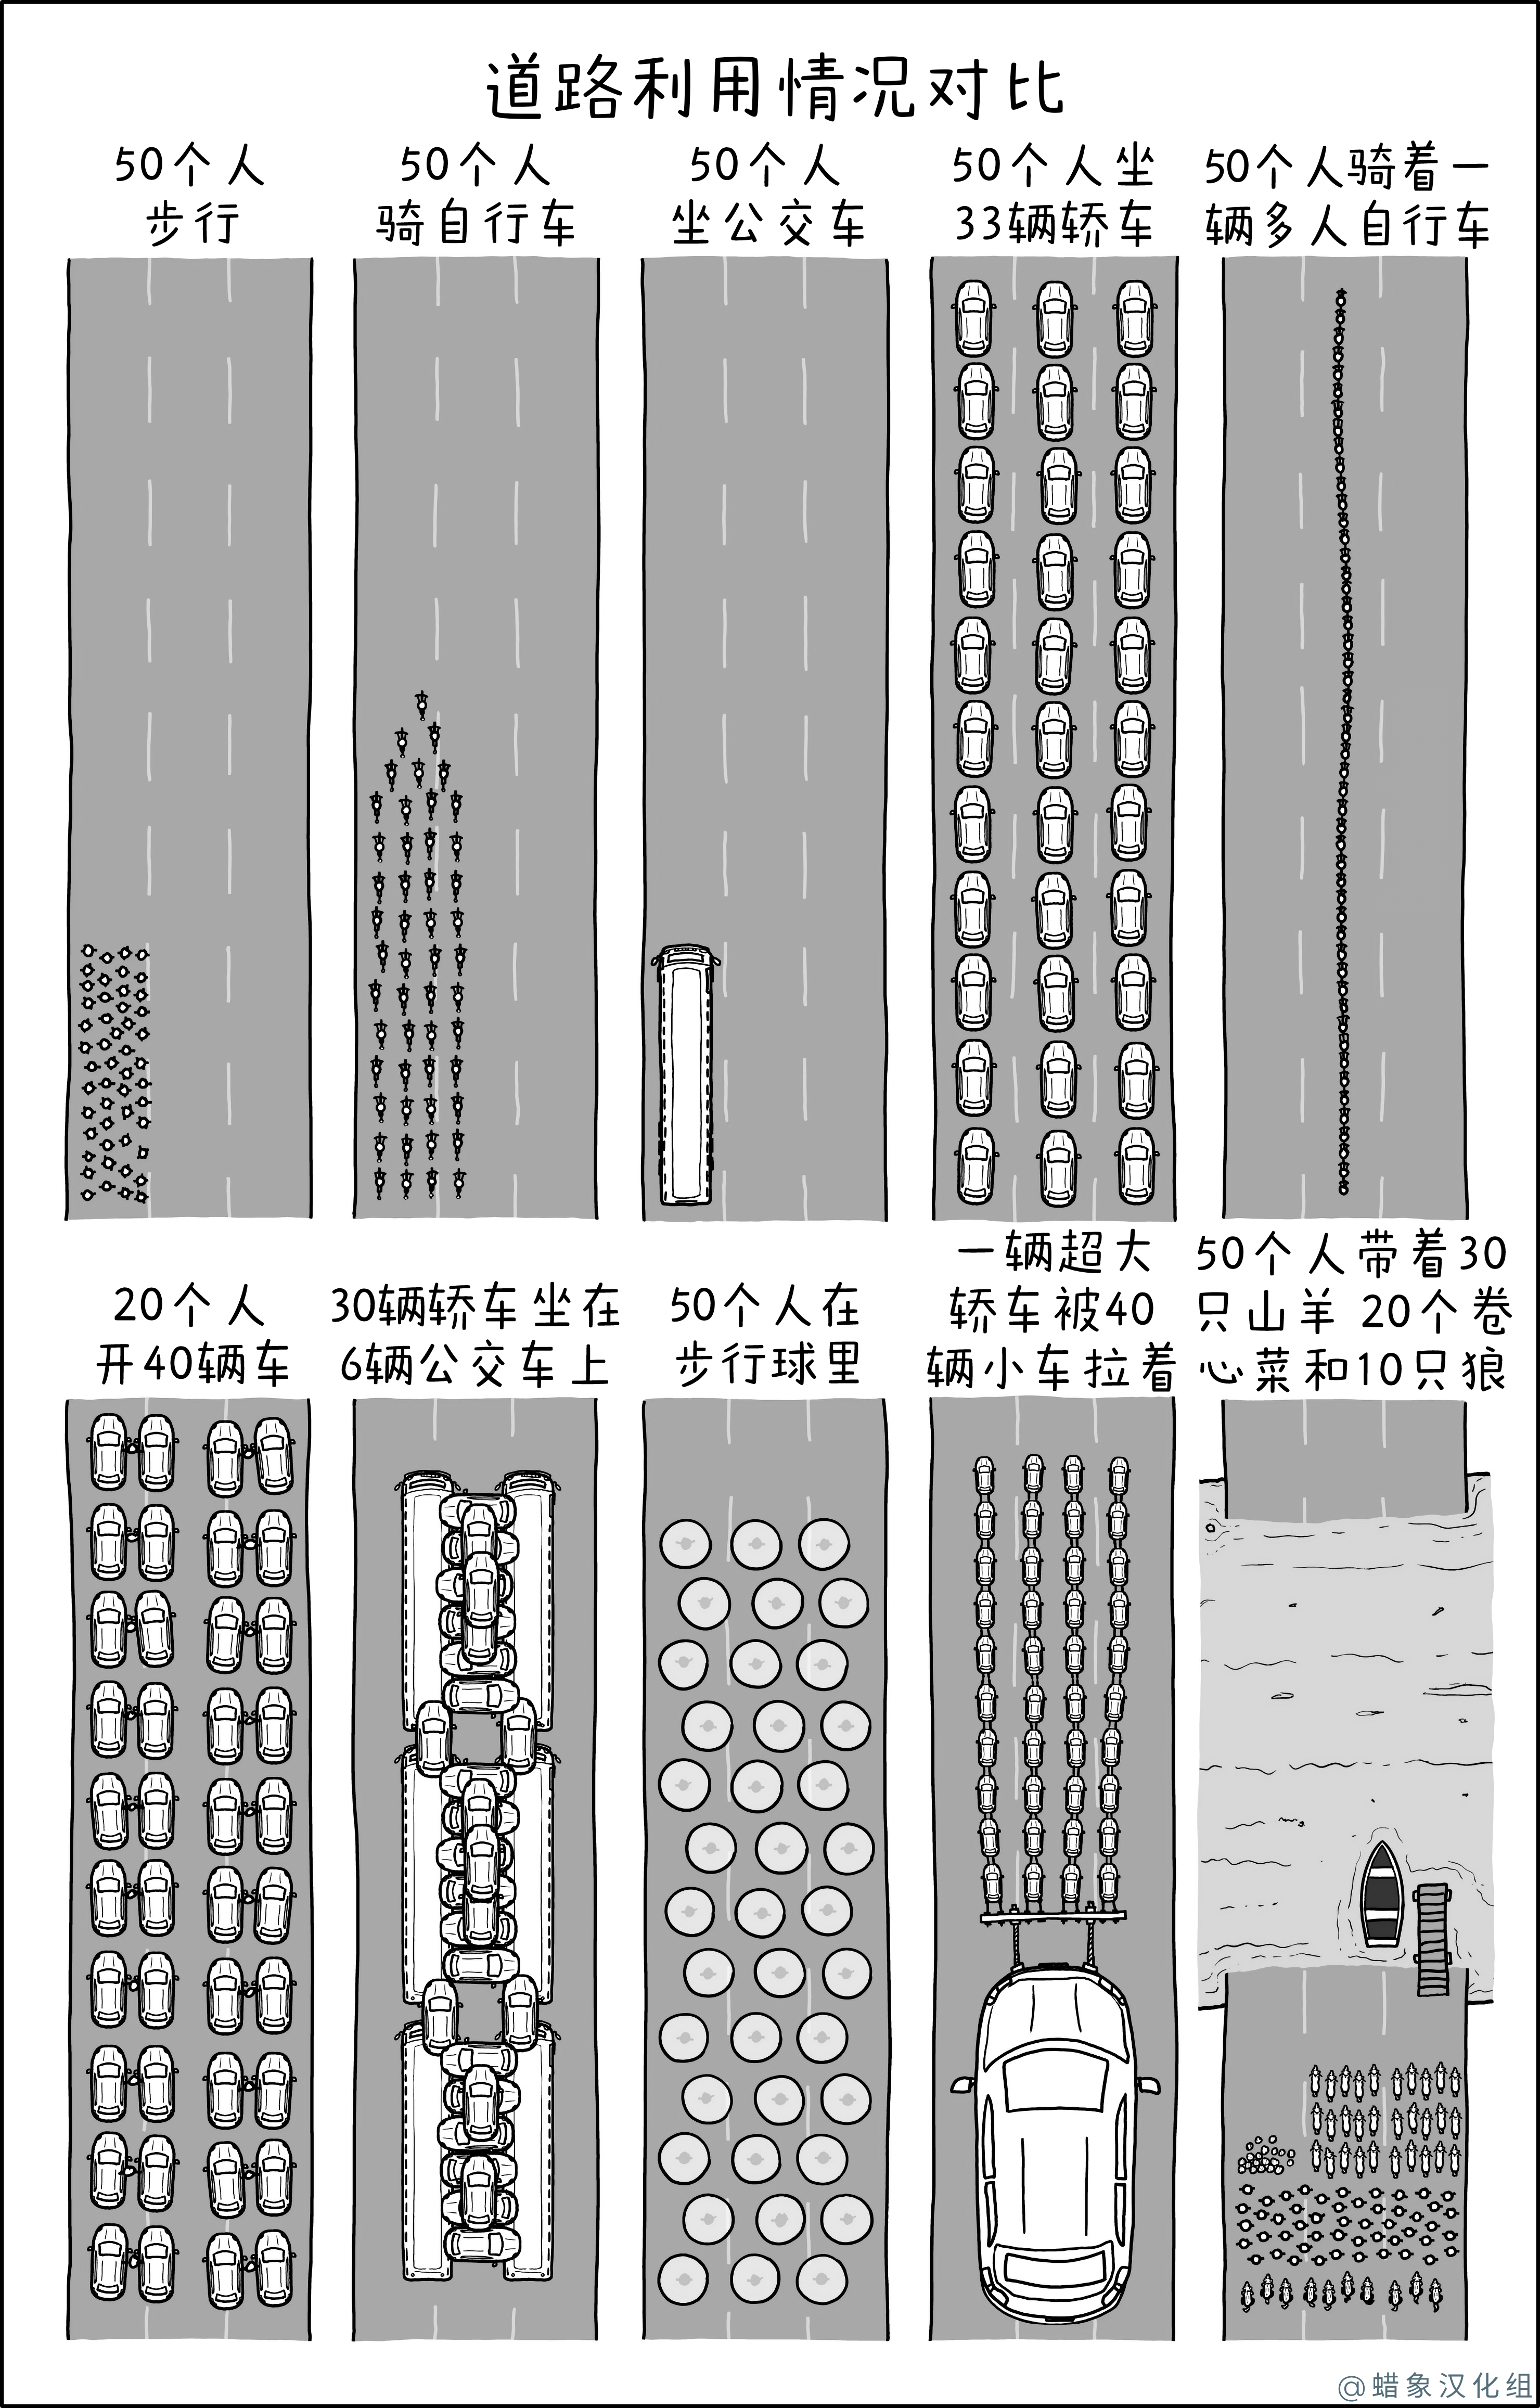 道路利用情况对比
50个人
步行
50个人
骑自行车
50个人
坐公交车
50个人坐
33辆轿车
50个人骑着一
辆多人自行车
20个人
开40辆车
30辆轿车坐在
6辆公交车上
50个人在
步行球里
一辆超大
轿车被40
辆小车拉着
50个人带着30
只山羊 20个卷
心菜和10只狼
@蜡象汉化组